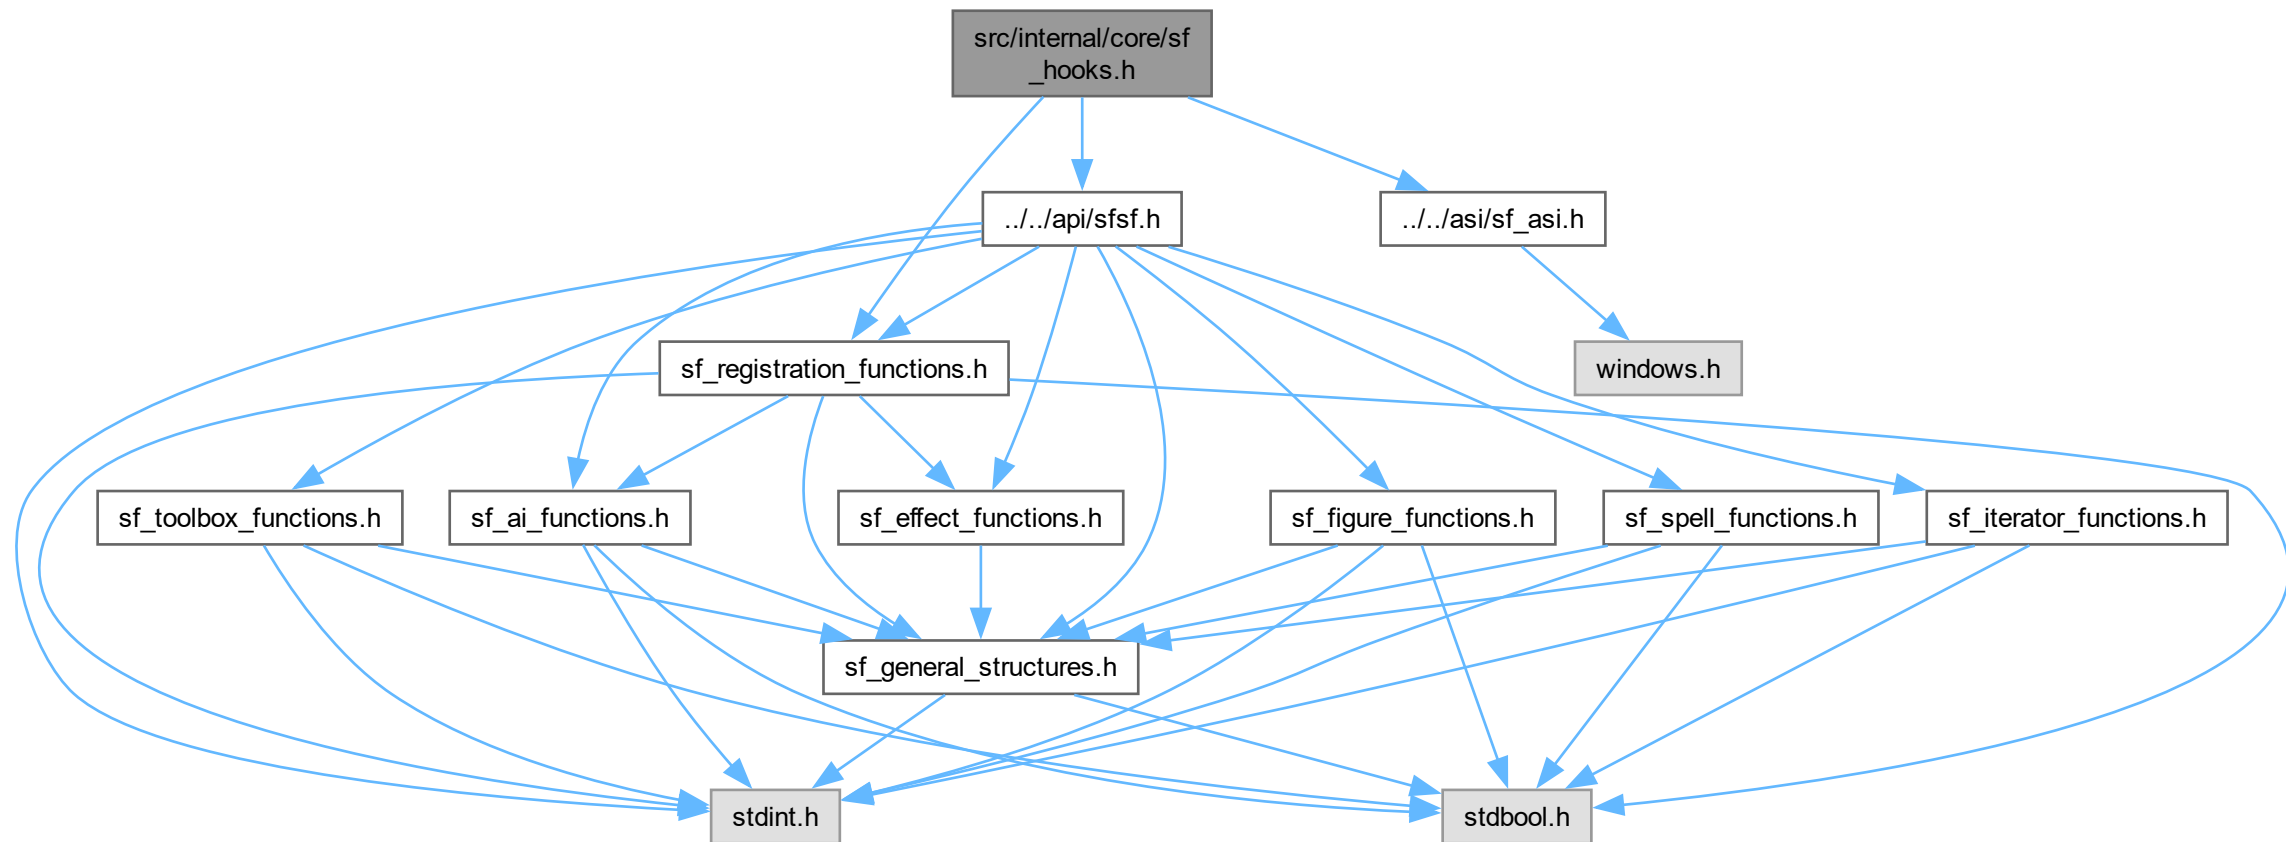 src/internal/core/sf
_hooks.h
../../api/sfsf.h
../../asi/sf_asi.h
sf_registration_functions.h
windows.h
sf_toolbox_functions.h
sf_ai_functions.h
sf_effect_functions.h
sf_figure_functions.h
sf_spell_functions.h
sf_iterator_functions.h
sf_general_structures.h
stdint.h
stdbool.h